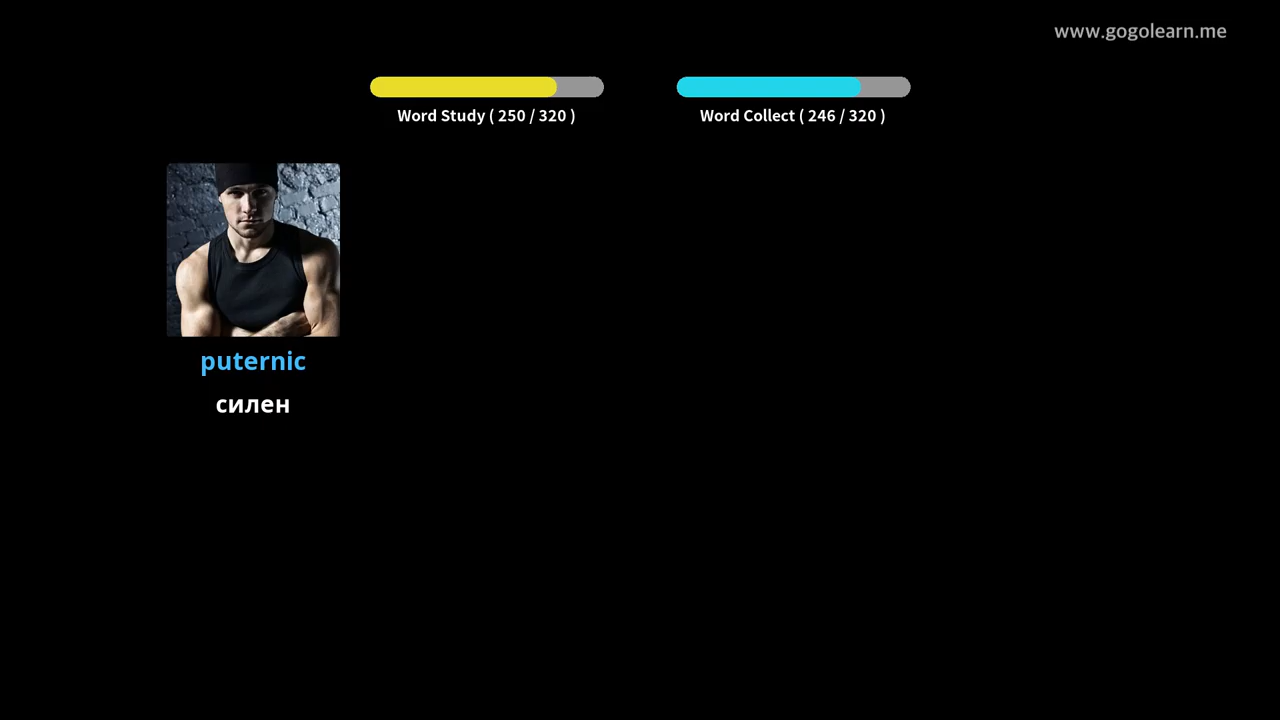 www.gogolearn.me
Word Study ( 250 / 320 )
Word Collect ( 246 / 320 )
puternic
силен